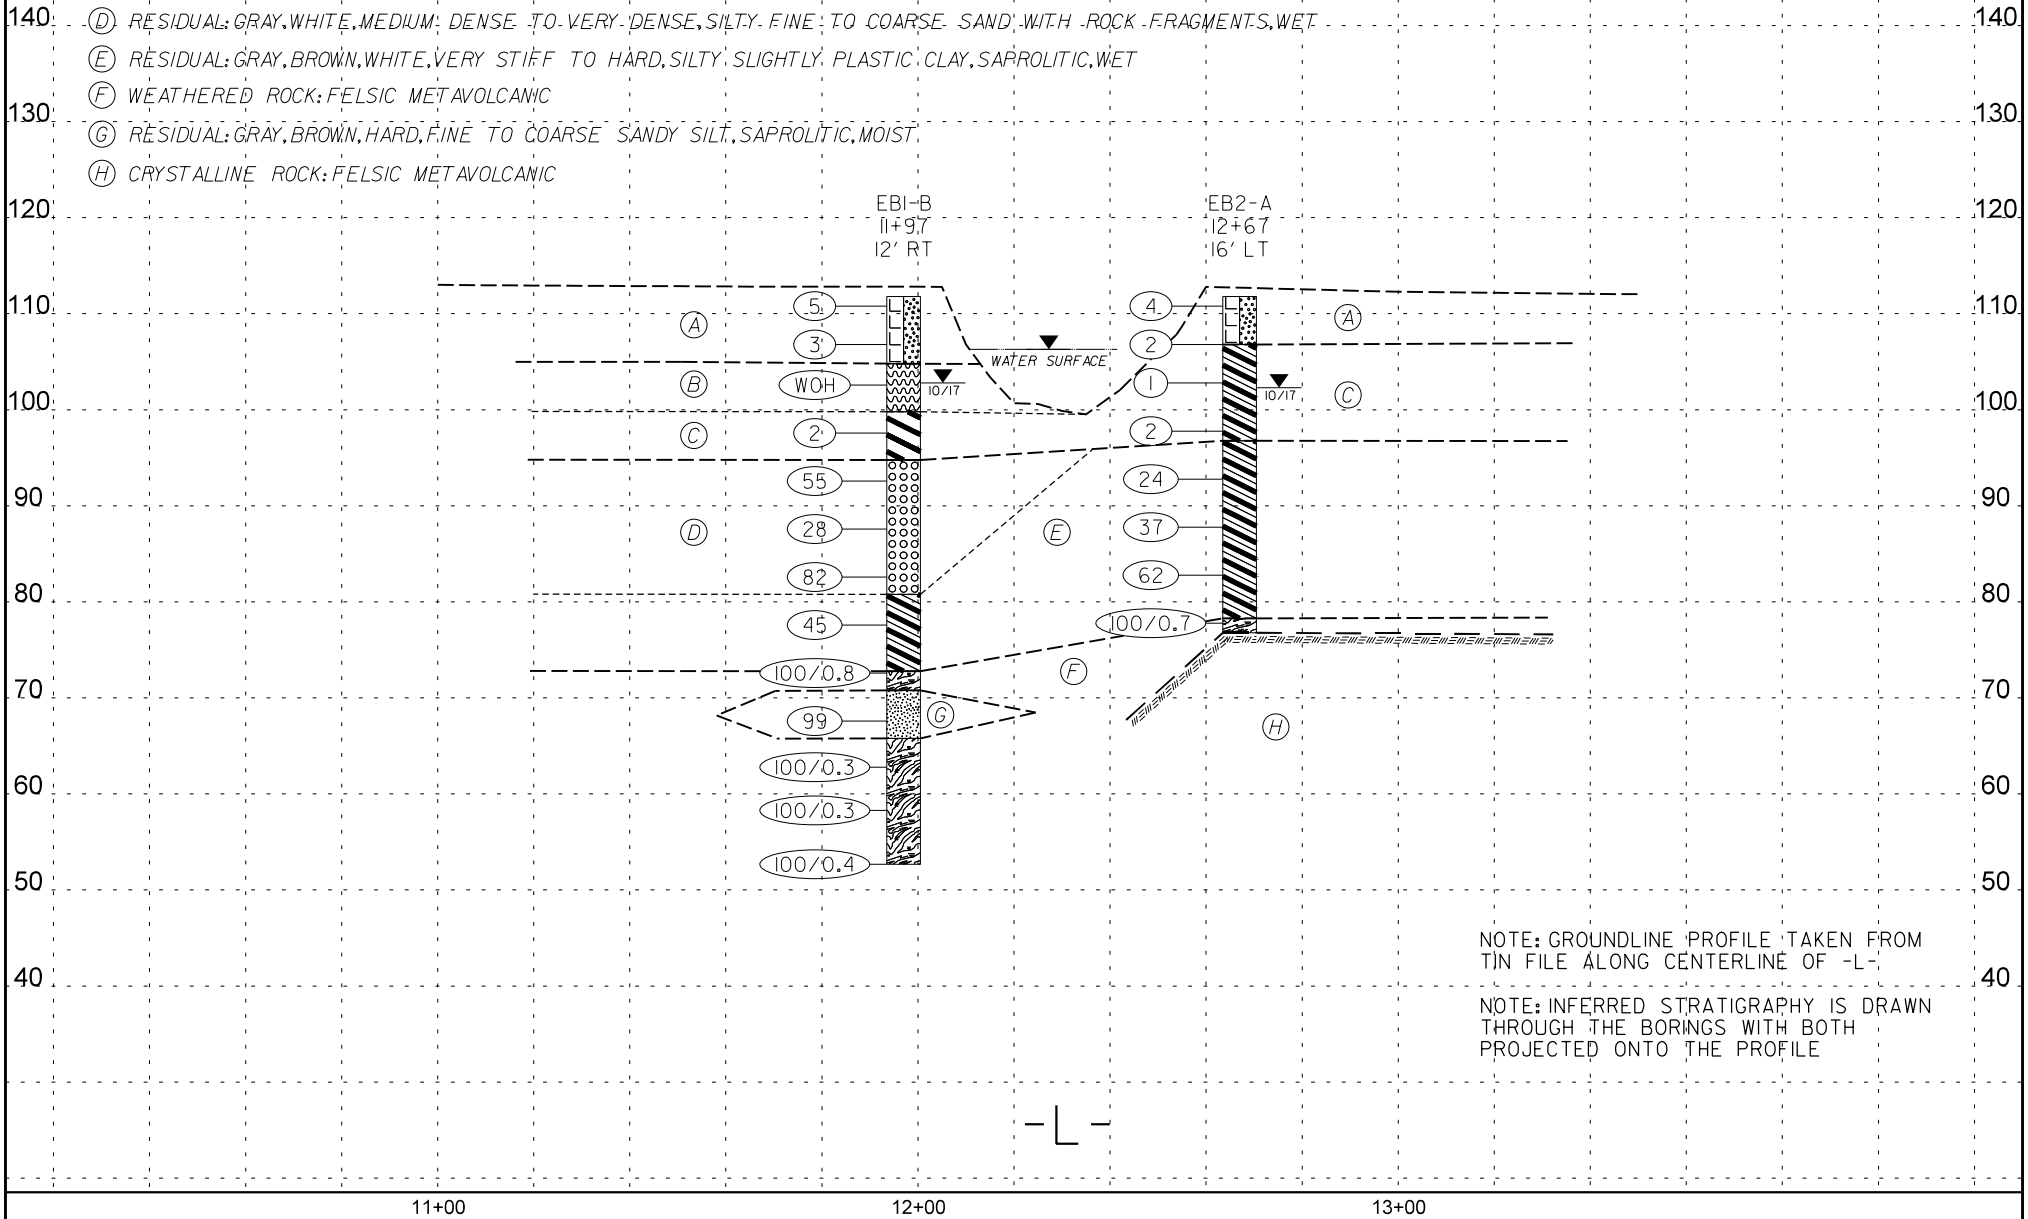 140 140
(D) RESIDUAL: GRAY, WHITE, MEDIUM DENSE TO VERY DENSE, SILTY FINE TO COARSE SAND WITH ROCK FRAGMENTS, WET
(E) RESIDUAL: GRAY, BROWN, WHITE, VERY STIFF TO HARD, SILTY SLIGHTLY PLASTIC CLAY, SAPROLITIC, WET
(F) WEATHERED ROCK: FELSIC METAVOLCANIC
130 130
(G) RESIDUAL: GRAY, BROWN, HARD, FINE TO COARSE SANDY SILT, SAPROLITIC, MOIST
(H) CRYSTALLINE ROCK: FELSIC METAVOLCANIC
120 120
EB1-B
11+97
12' RT
EB2-A
12+67
16' LT
110 110
5
3
WOH
2
55
28
82
45
100/0.8
99
100/0.3
100/0.3
100/0.4
4
2
1
2
24
37
62
100/0.7
A
B
C
D
E
F
G
H
A
C
WATER SURFACE
10/17
10/17
100 100
90 90
80 80
70 70
60 60
50 50
40 40
NOTE: GROUNDLINE PROFILE TAKEN FROM
TIN FILE ALONG CENTERLINE OF -L-
NOTE: INFERRED STRATIGRAPHY IS DRAWN
THROUGH THE BORINGS WITH BOTH
PROJECTED ONTO THE PROFILE
-L-
11+00 12+00 13+00